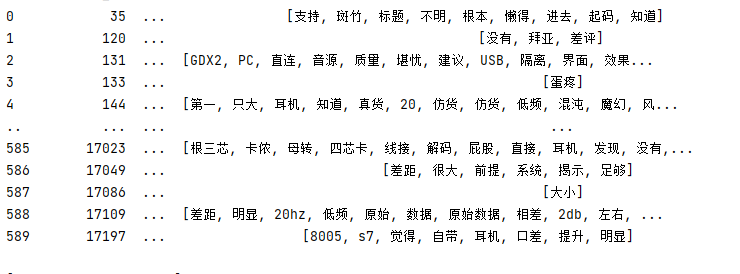 0 35 ... [支持, 斑竹, 标题, 不明, 根本, 懒得, 进去, 起码, 知道]
1 120 ... [没有, 拜亚, 差评]
2 131 ... [GDX2, PC, 直连, 音源, 质量, 堪忧, 建议, USB, 隔离, 界面, 效果...
3 133 ... [蛋疼]
4 144 ... [第一, 只大, 耳机, 知道, 真货, 20, 仿货, 仿货, 低频, 混沌, 魔幻, 风...
.. ... ... ...
585 17023 ... [根三芯, 卡侬, 母转, 四芯卡, 线接, 解码, 屁股, 直接, 耳机, 发现, 没有,...
586 17049 ... [差距, 很大, 前提, 系统, 揭示, 足够]
587 17086 ... [大小]
588 17109 ... [差距, 明显, 20hz, 低频, 原始, 数据, 原始数据, 相差, 2db, 左右, ...
589 17197 ... [8005, s7, 觉得, 自带, 耳机, 口差, 提升, 明显]